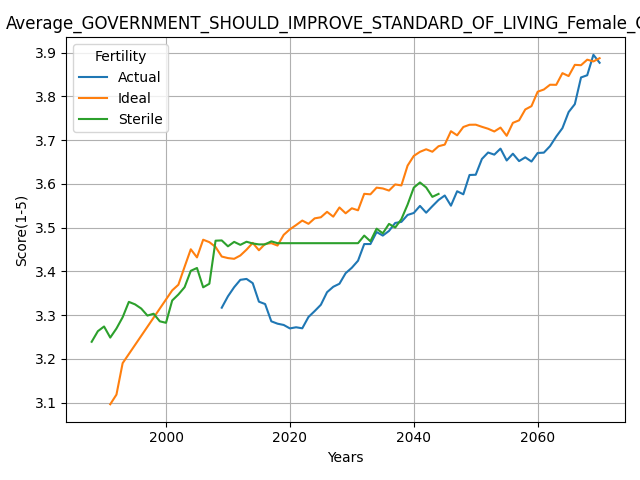 Average_GOVERNMENT_SHOULD_IMPROVE_STANDARD_OF_LIVING_Female_
Fertility
Actual
Ideal
Sterile
3.9
3.8
3.7
3.6
3.5
3.4
3.3
3.2
3.1
Score(1-5)
2000
2020
2040
2060
Years